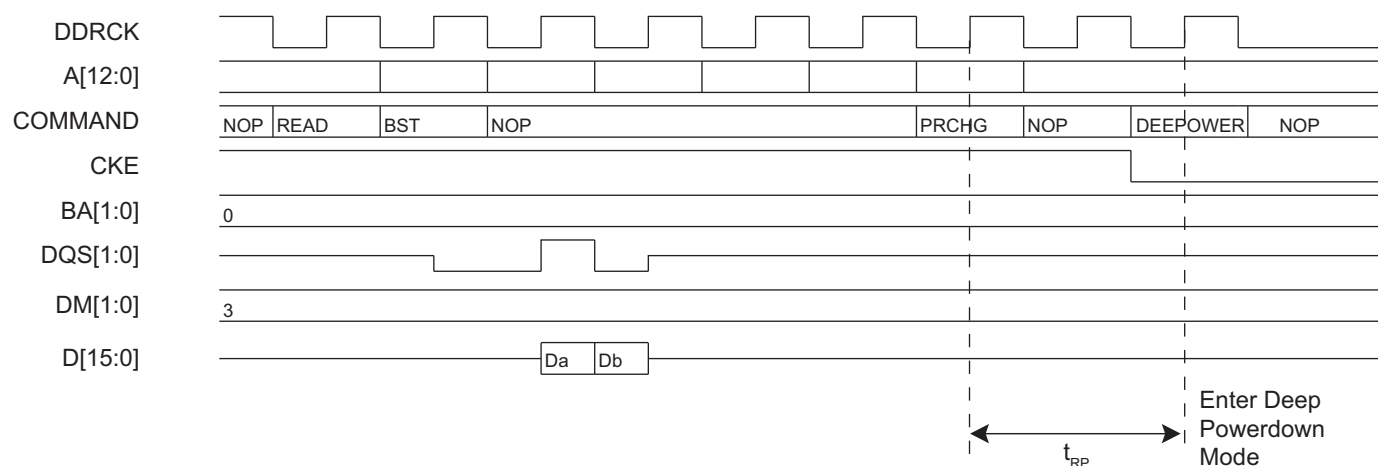 DDRCK
A[12:0]
COMMAND NOP READ BST NOP PRCHG NOP DEEPOWER NOP
CKE
BA[1:0] 0
DQS[1:0]
DM[1:0] 3
D[15:0] Da Db
tRP
Enter Deep
Powerdown
Mode